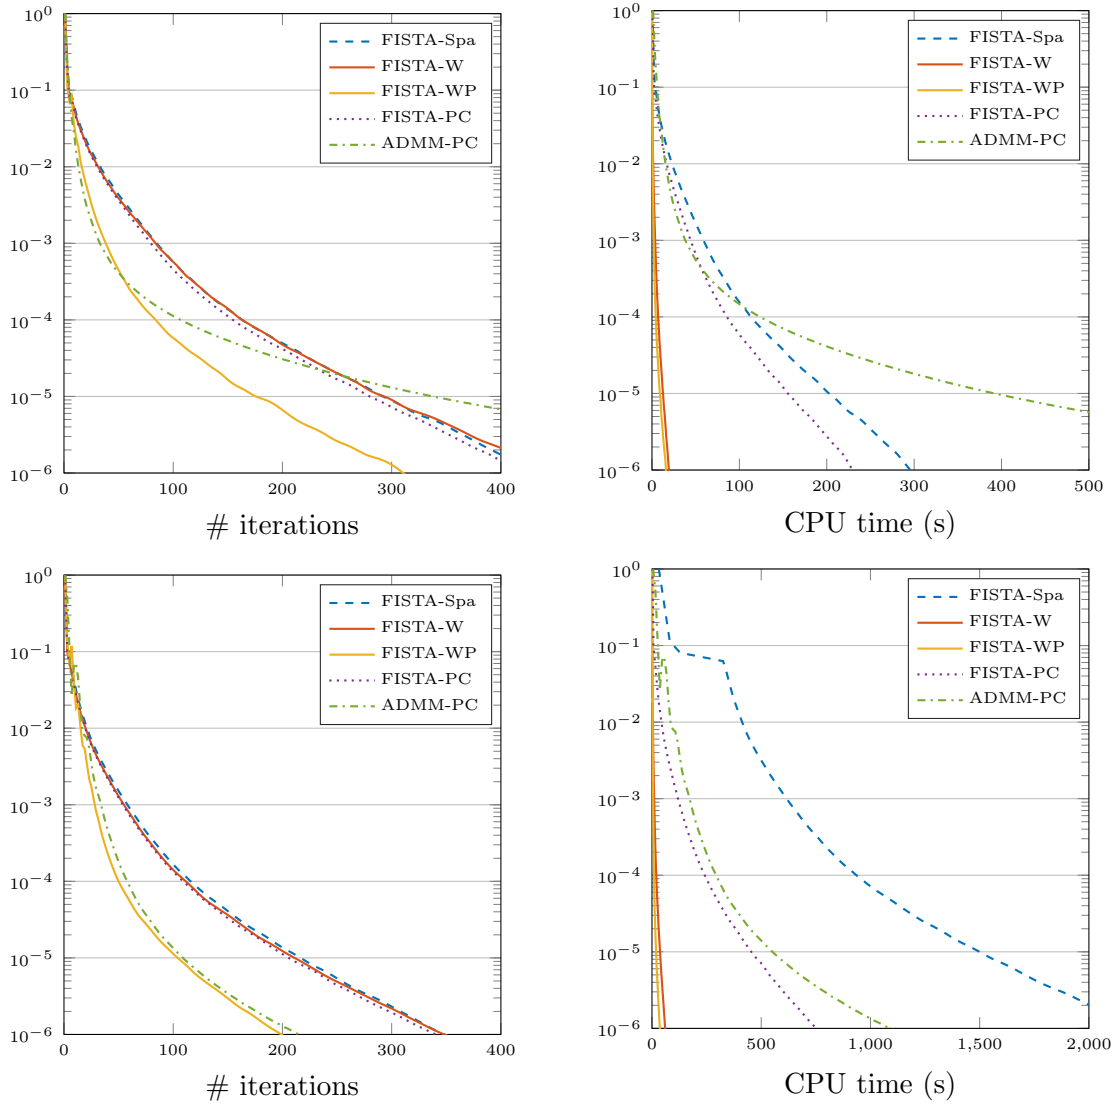 10^0
10^-1
10^-2
10^-3
10^-4
10^-5
10^-6
0 100 200 300 400
# iterations
FISTA-Spa
FISTA-W
FISTA-WP
FISTA-PC
ADMM-PC
10^0
10^-1
10^-2
10^-3
10^-4
10^-5
10^-6
0 100 200 300 400 500
CPU time (s)
FISTA-Spa
FISTA-W
FISTA-WP
FISTA-PC
ADMM-PC
10^0
10^-1
10^-2
10^-3
10^-4
10^-5
10^-6
0 100 200 300 400
# iterations
FISTA-Spa
FISTA-W
FISTA-WP
FISTA-PC
ADMM-PC
10^0
10^-1
10^-2
10^-3
10^-4
10^-5
10^-6
0 500 1,000 1,500 2,000
CPU time (s)
FISTA-Spa
FISTA-W
FISTA-WP
FISTA-PC
ADMM-PC